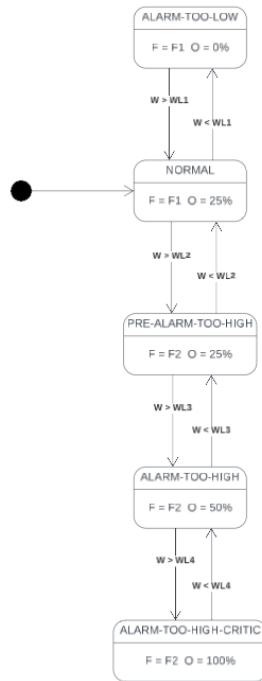 ALARM-TOO-LOW
F = F1 O = 0%
W > WL1
W < WL1
NORMAL
F = F1 O = 25%
W > WL2
W < WL2
PRE-ALARM-TOO-HIGH
F = F2 O = 25%
W > WL3
W < WL3
ALARM-TOO-HIGH
F = F2 O = 50%
W > WL4
W < WL4
ALARM-TOO-HIGH-CRITIC
F = F2 O = 100%